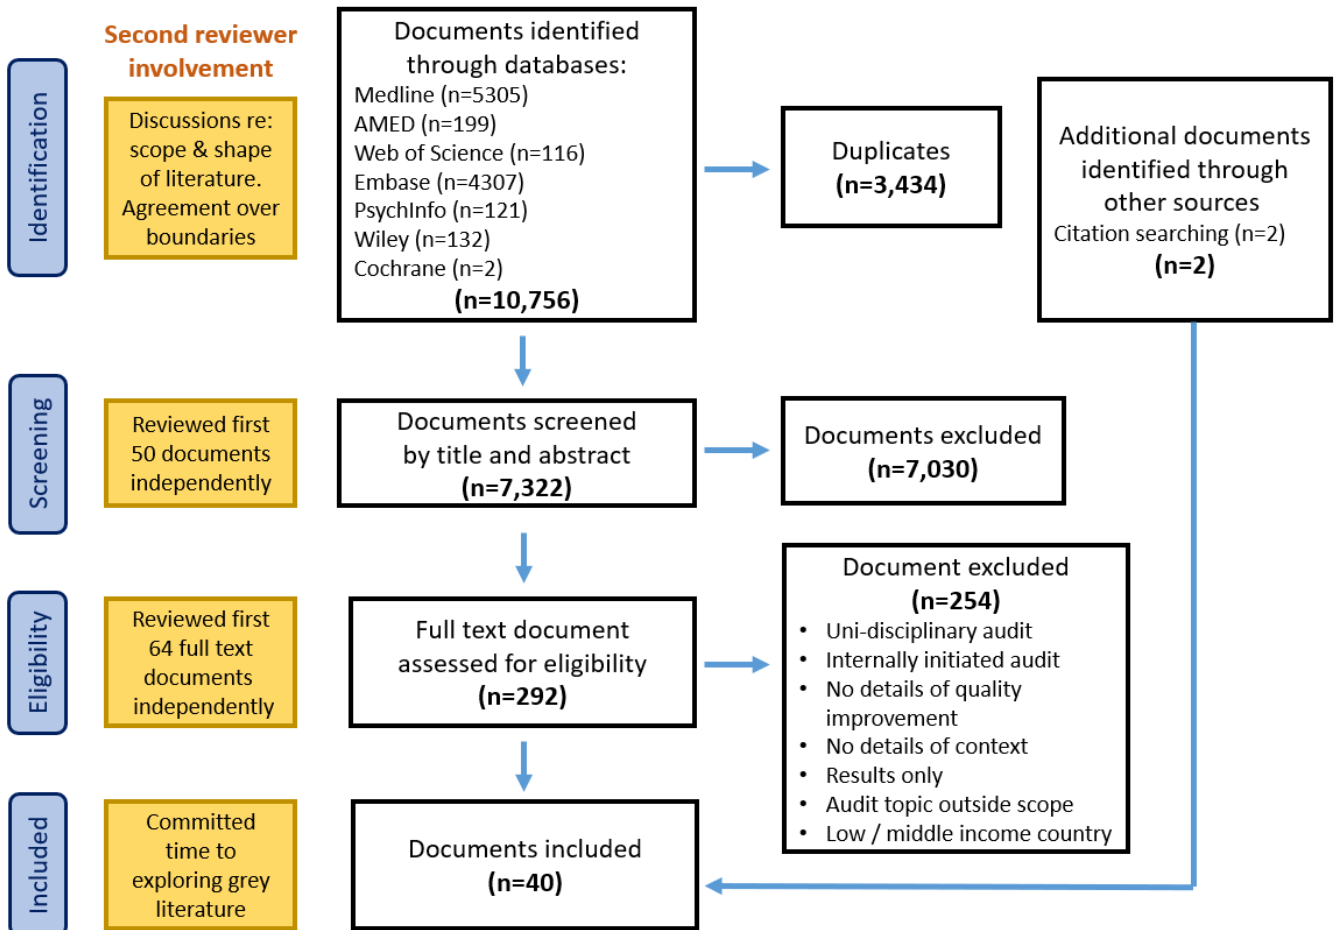 Second reviewer
involvement
Identification
Discussions re:
scope & shape
of literature.
Agreement over
boundaries
Documents identified
through databases:
Medline (n=5305)
AMED (n=199)
Web of Science (n=116)
Embase (n=4307)
PsychInfo (n=121)
Wiley (n=132)
Cochrane (n=2)
(n=10,756)
Duplicates
(n=3,434)
Additional documents
identified through
other sources
Citation searching (n=2)
(n=2)
Screening
Reviewed first
50 documents
independently
Documents screened
by title and abstract
(n=7,322)
Documents excluded
(n=7,030)
Eligibility
Reviewed first
64 full text
documents
independently
Full text document
assessed for eligibility
(n=292)
Document excluded
(n=254)
• Uni-disciplinary audit
• Internally initiated audit
• No details of quality
improvement
• No details of context
• Results only
• Audit topic outside scope
• Low / middle income country
Included
Committed
time to
exploring grey
literature
Documents included
(n=40)